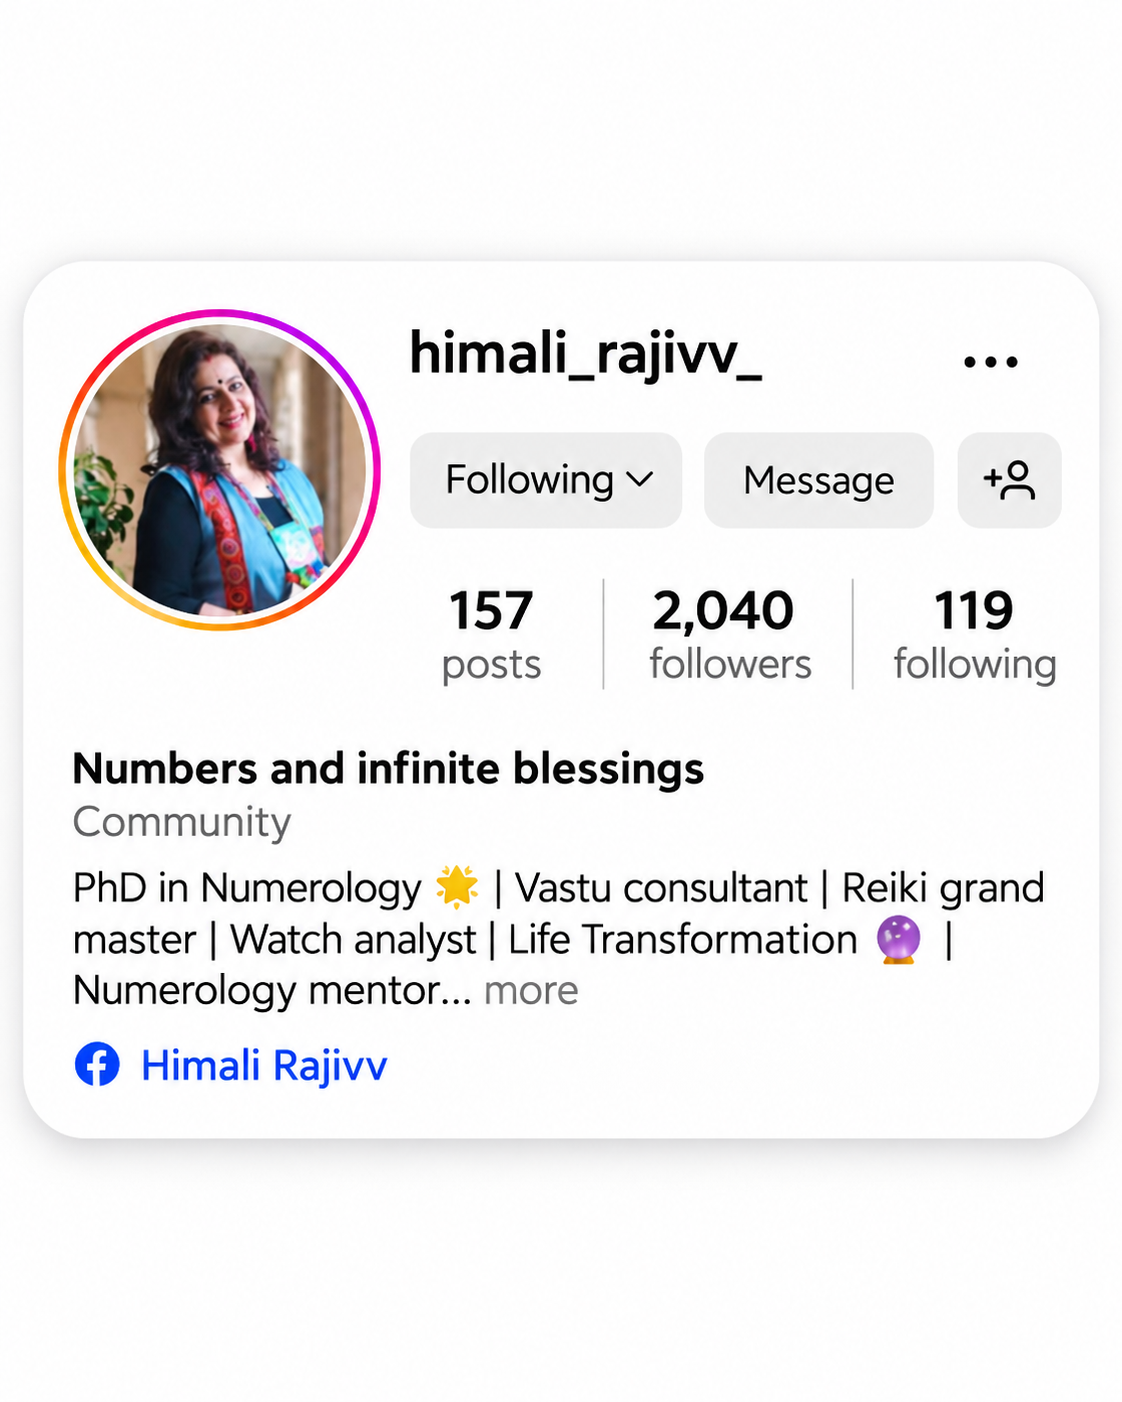 himali_rajivv_
Following
Message
157
posts
2,040
followers
119
following
Numbers and infinite blessings
Community
PhD in Numerology 🌟 | Vastu consultant | Reiki grand
master | Watch analyst | Life Transformation 🔮 |
Numerology mentor... more
Himali Rajivv